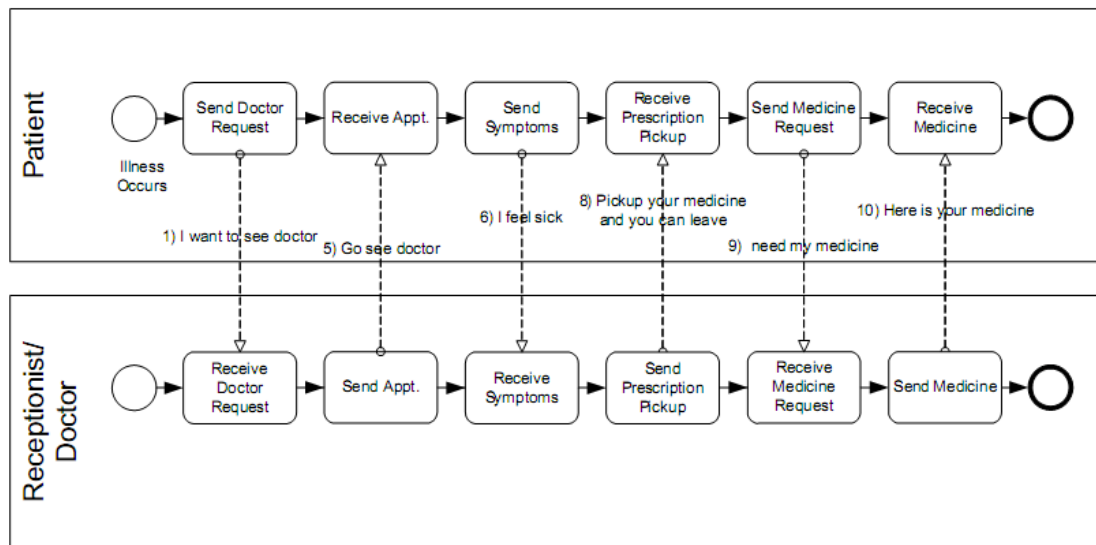 Patient
Send Doctor
Request
Receive Appt.
Send
Symptoms
Receive
Prescription
Pickup
Send Medicine
Request
Receive
Medicine
Illness
Occurs
1) I want to see doctor
5) Go see doctor
6) I feel sick
8) Pickup your medicine
and you can leave
9) need my medicine
10) Here is your medicine
Receptionist/
Doctor
Receive
Doctor
Request
Send Appt.
Receive
Symptoms
Send
Prescription
Pickup
Receive
Medicine
Request
Send Medicine